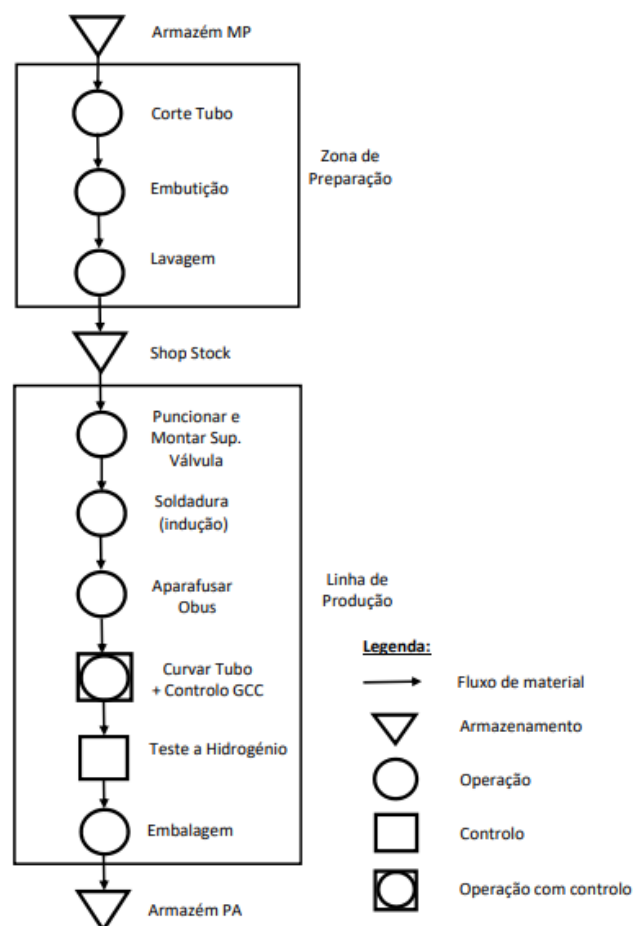 Armazém MP
Corte Tubo
Zona de
Preparação
Embutição
Lavagem
Shop Stock
Puncionar e
Montar Sup.
Válvula
Soldadura
(indução)
Linha de
Produção
Aparafusar
Obus
Curvar Tubo
+ Controlo GCC
Teste a Hidrogénio
Embalagem
Armazém PA
Legenda:
Fluxo de material
Armazenamento
Operação
Controlo
Operação com controlo